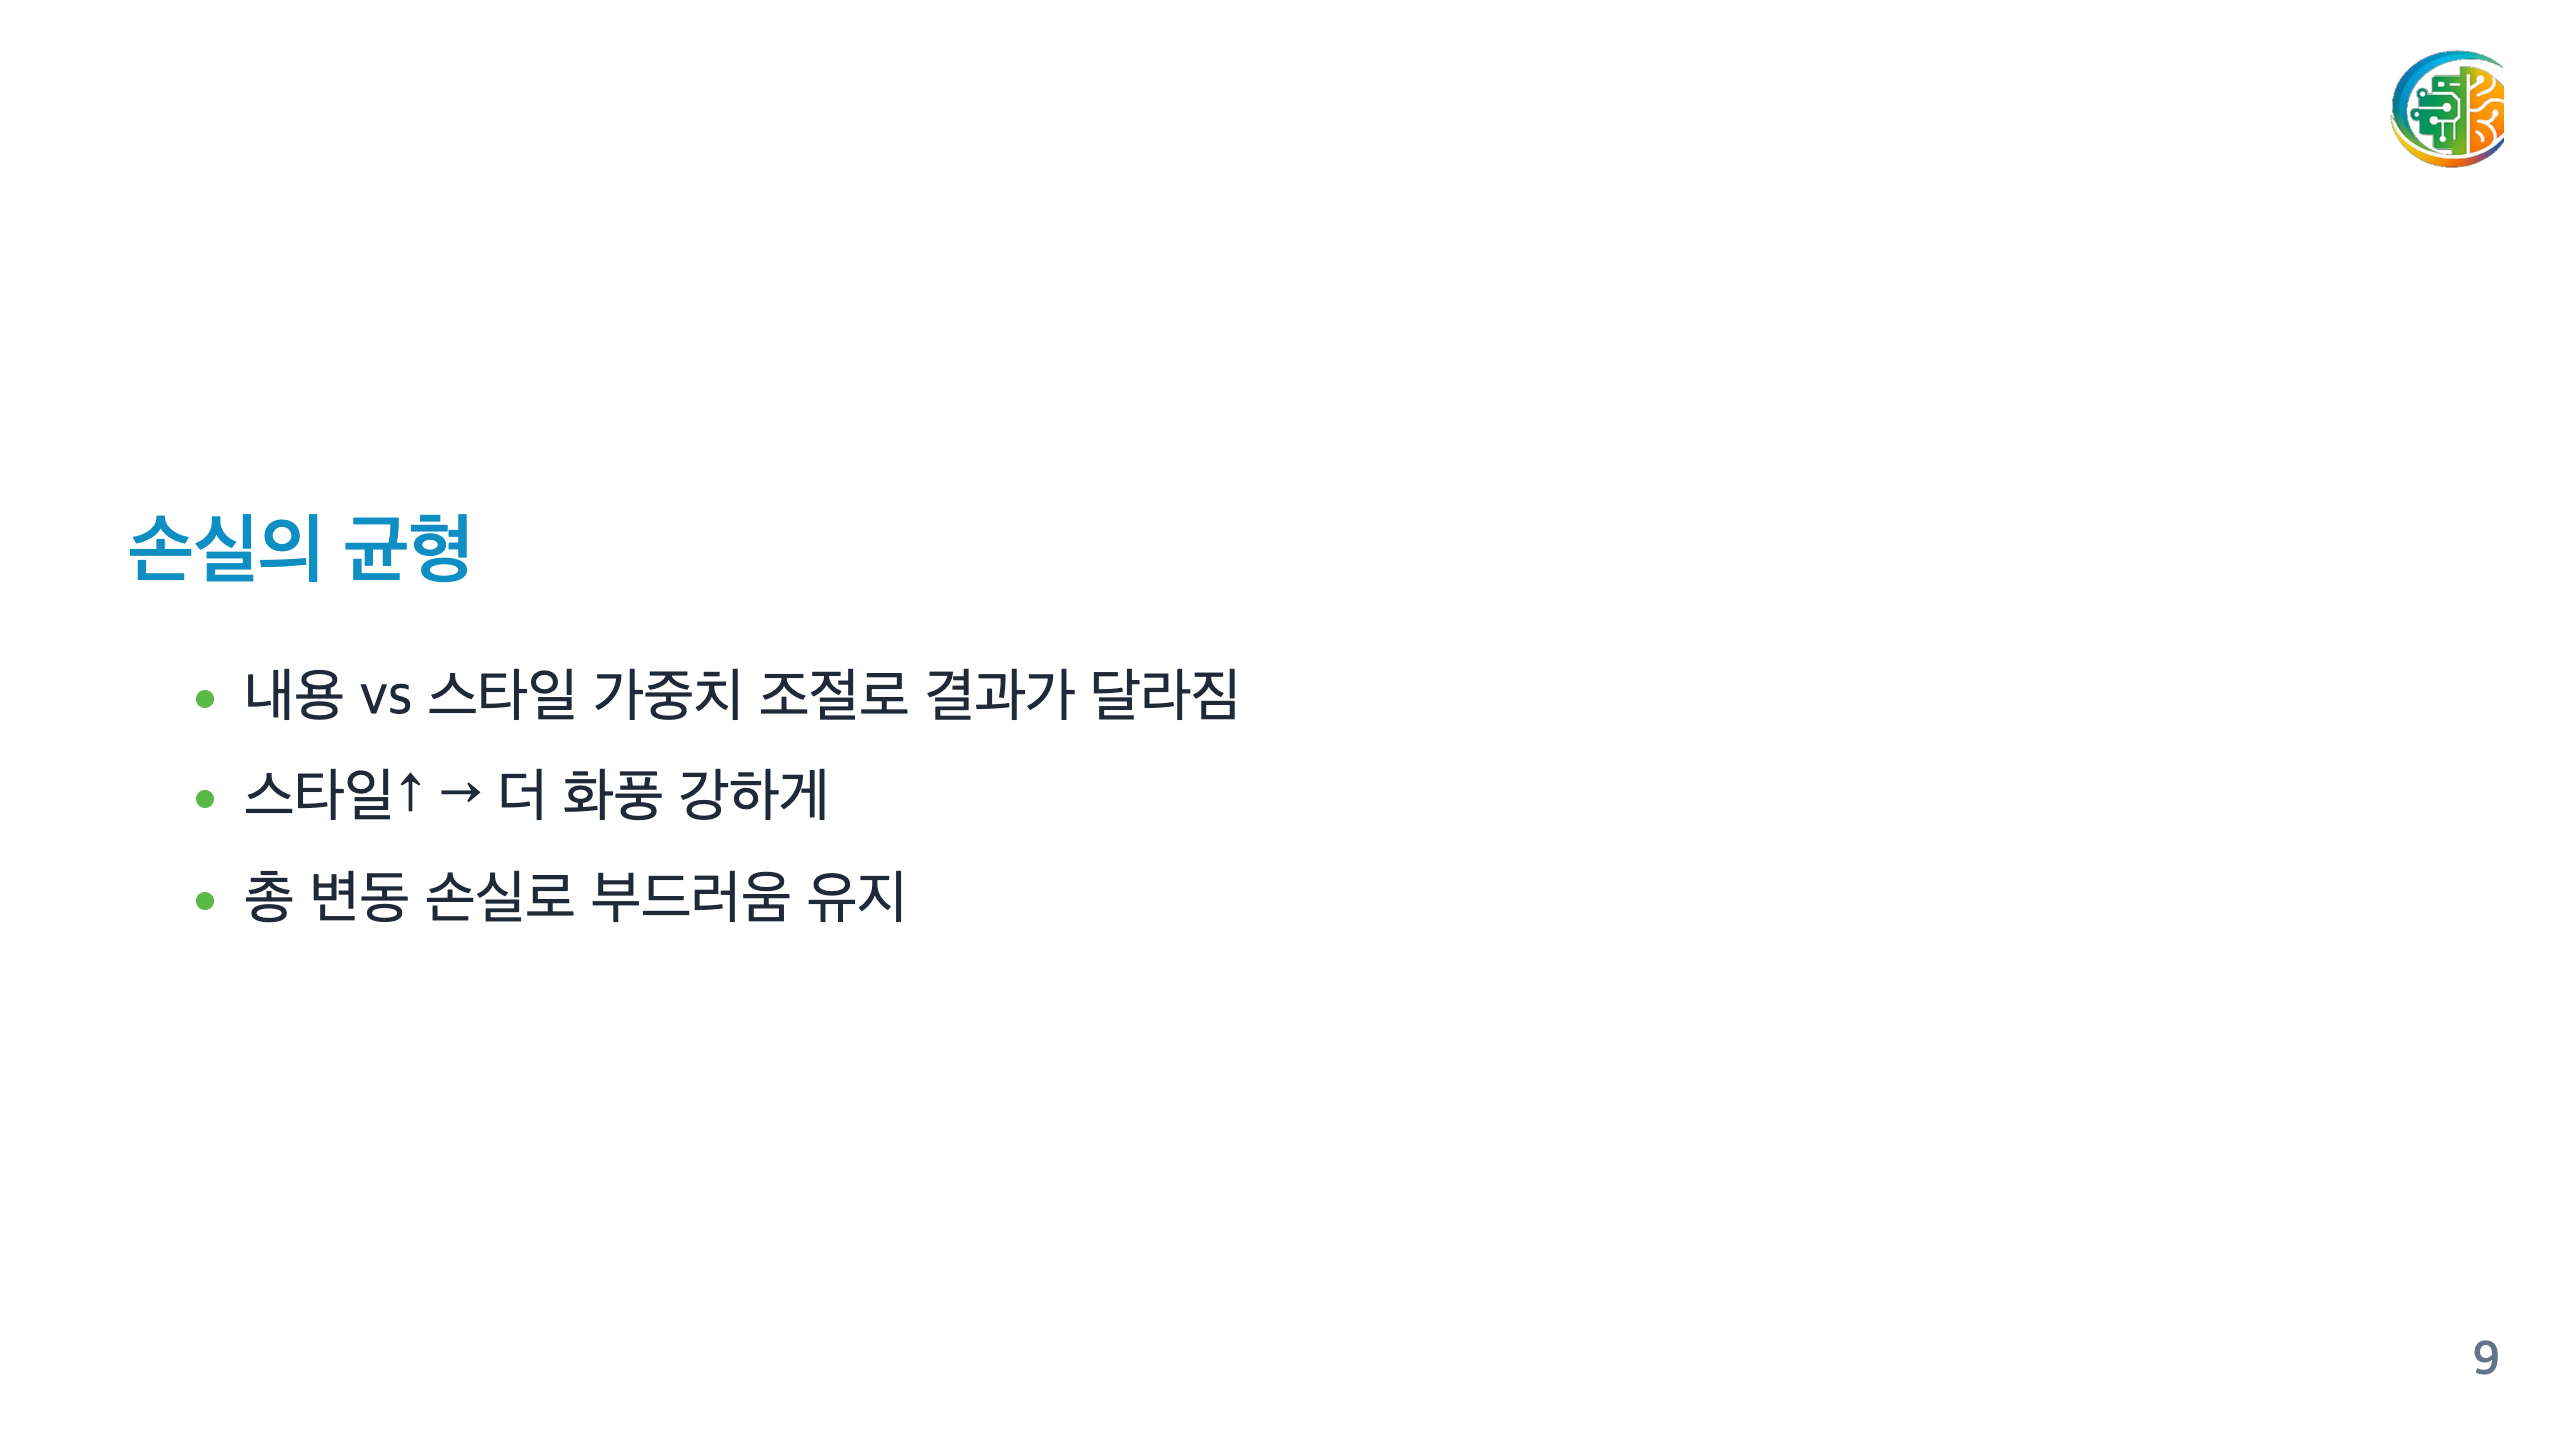 손실의 균형
• 내용 vs 스타일 가중치 조절로 결과가 달라짐
• 스타일↑ → 더 화풍 강하게
• 총 변동 손실로 부드러움 유지
9